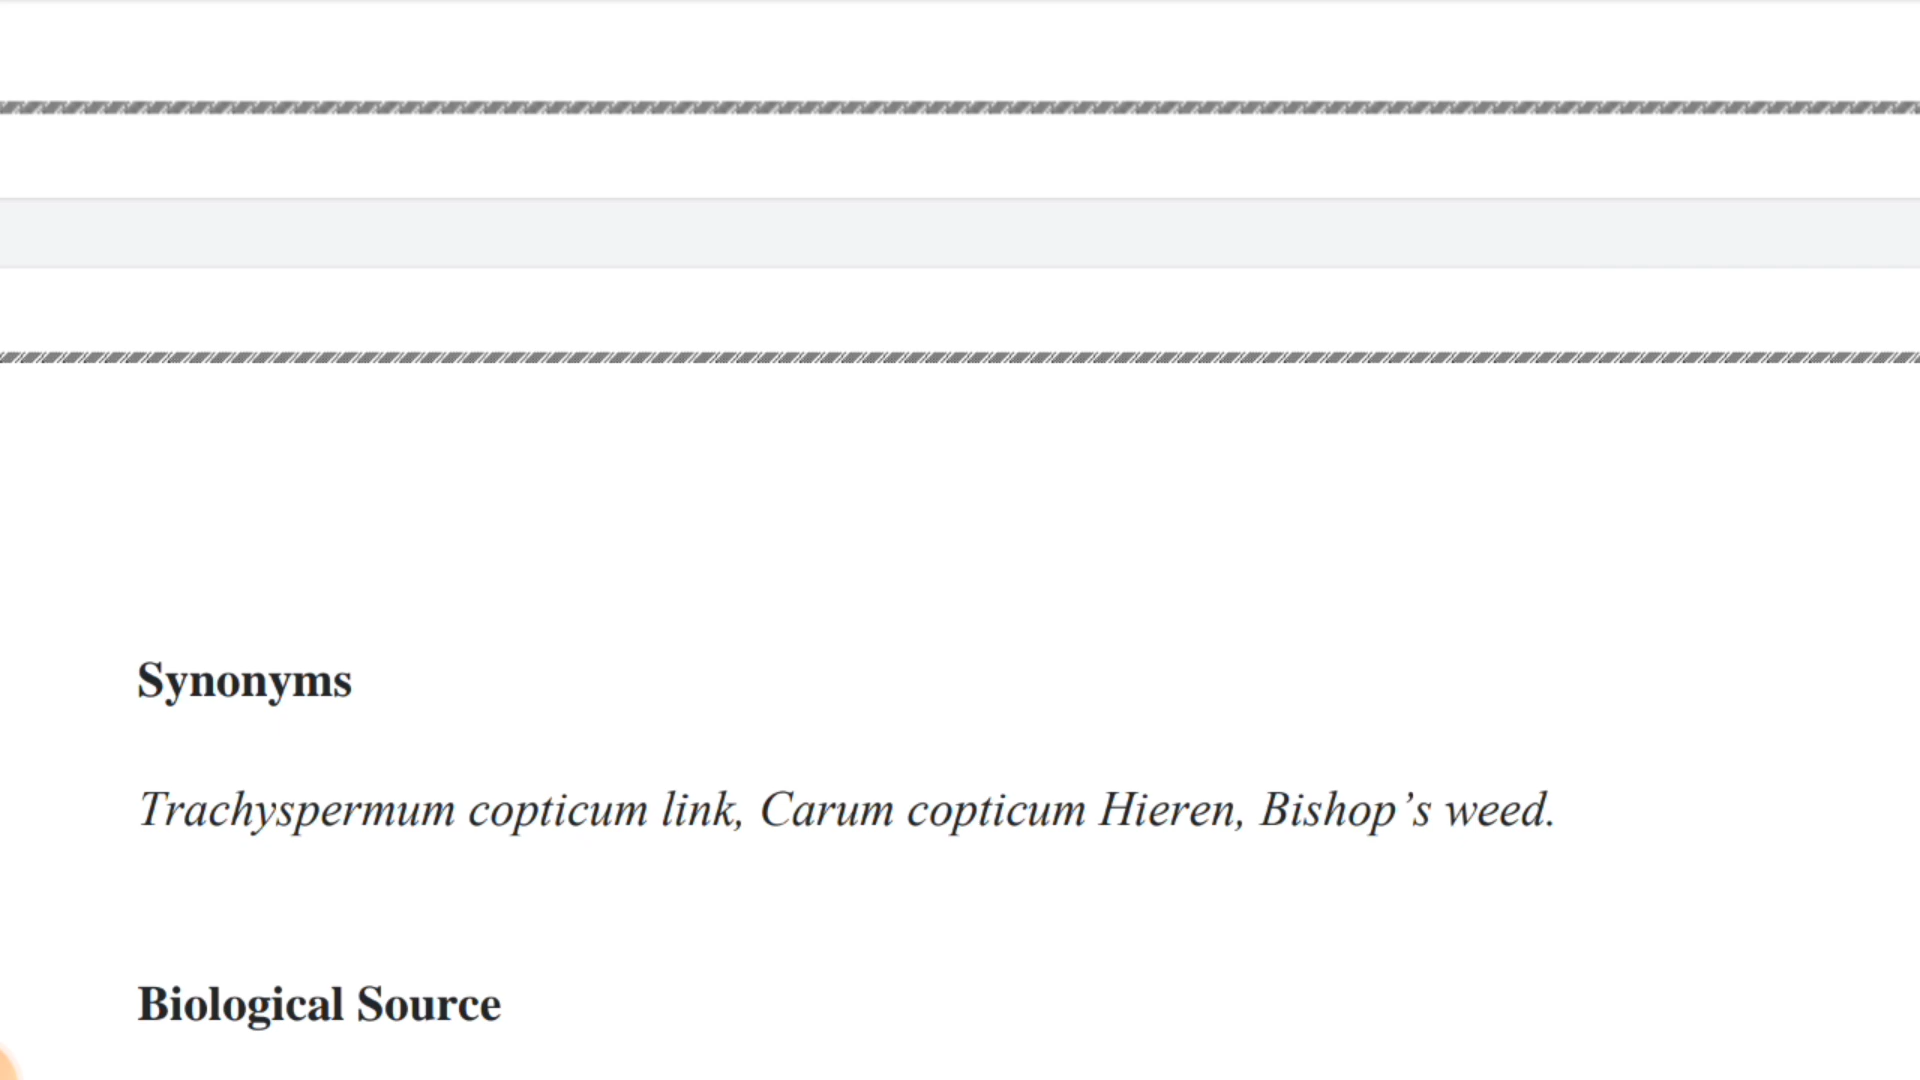 Synonyms
Trachyspermum copticum link, Carum copticum Hieren, Bishop’s weed.
Biological Source